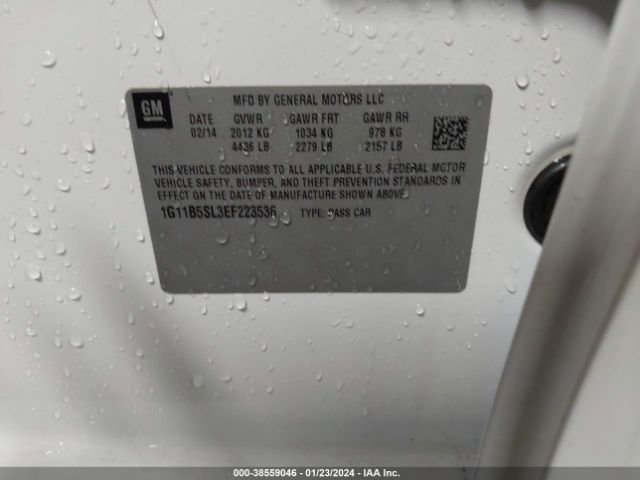 GM
MFD BY GENERAL MOTORS LLC
DATE GVWR GAWR FRT GAWR RR
02/14 2012 KG 1034 KG 978 KG
4436 LB 2279 LB 2157 LB
THIS VEHICLE CONFORMS TO ALL APPLICABLE U.S. FEDERAL MOTOR
VEHICLE SAFETY, BUMPER, AND THEFT PREVENTION STANDARDS IN
EFFECT ON THE DATE OF MANUFACTURE SHOWN ABOVE.
1G11B5SL3EF223536 TYPE: PASS CAR
000-38559046 - 01/23/2024 - IAA Inc.